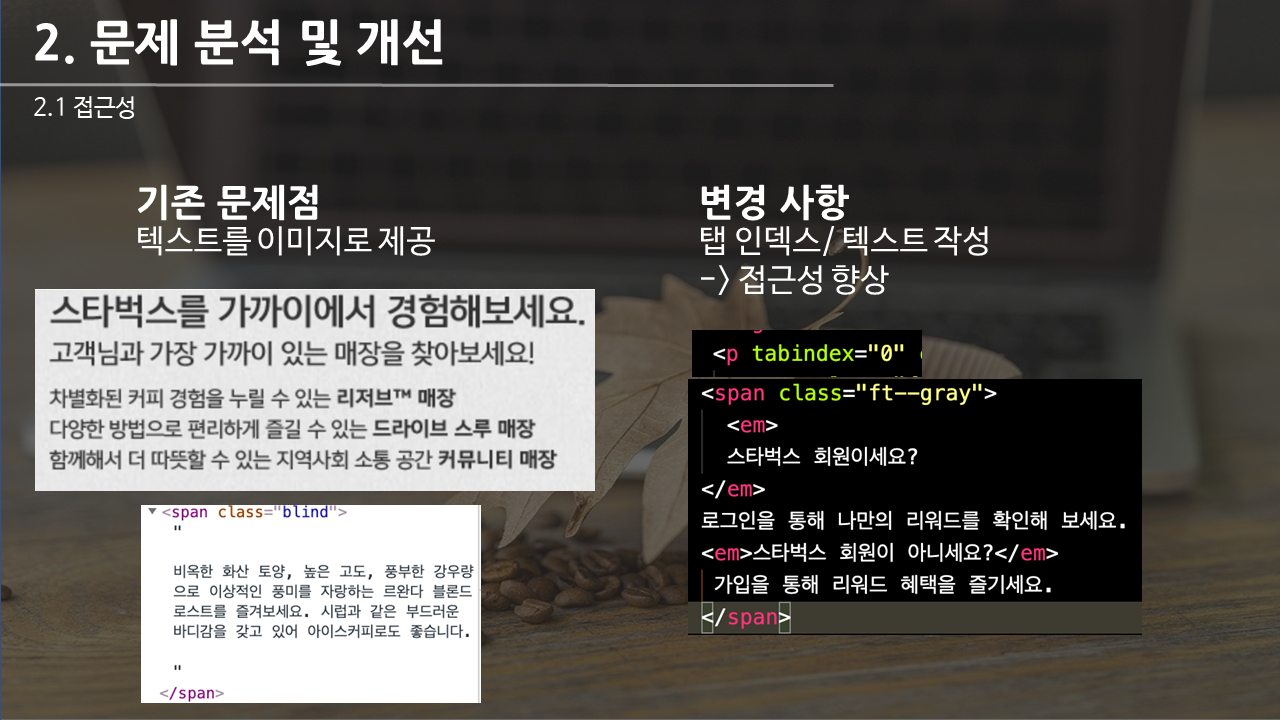 2. 문제 분석 및 개선
2.1 접근성
기존 문제점
텍스트를 이미지로 제공
스타벅스를 가까이에서 경험해보세요.
고객님과 가장 가까이 있는 매장을 찾아보세요!
차별화된 커피 경험을 누릴 수 있는 리저브™ 매장
다양한 방법으로 편리하게 즐길 수 있는 드라이브 스루 매장
함께해서 더 따뜻할 수 있는 지역사회 소통 공간 커뮤니티 매장
▼<span class="blind">
"
비옥한 화산 토양, 높은 고도, 풍부한 강우량
으로 이상적인 풍미를 자랑하는 르완다 블론드
로스트를 즐겨보세요. 시럽과 같은 부드러운
바디감을 갖고 있어 아이스커피로도 좋습니다.
"
</span>
변경 사항
탭 인덱스/ 텍스트 작성
-> 접근성 향상
<p tabindex="0"
<span class="ft--gray">
<em>
스타벅스 회원이세요?
</em>
로그인을 통해 나만의 리워드를 확인해 보세요.
<em>스타벅스 회원이 아니세요?</em>
가입을 통해 리워드 혜택을 즐기세요.
</span>